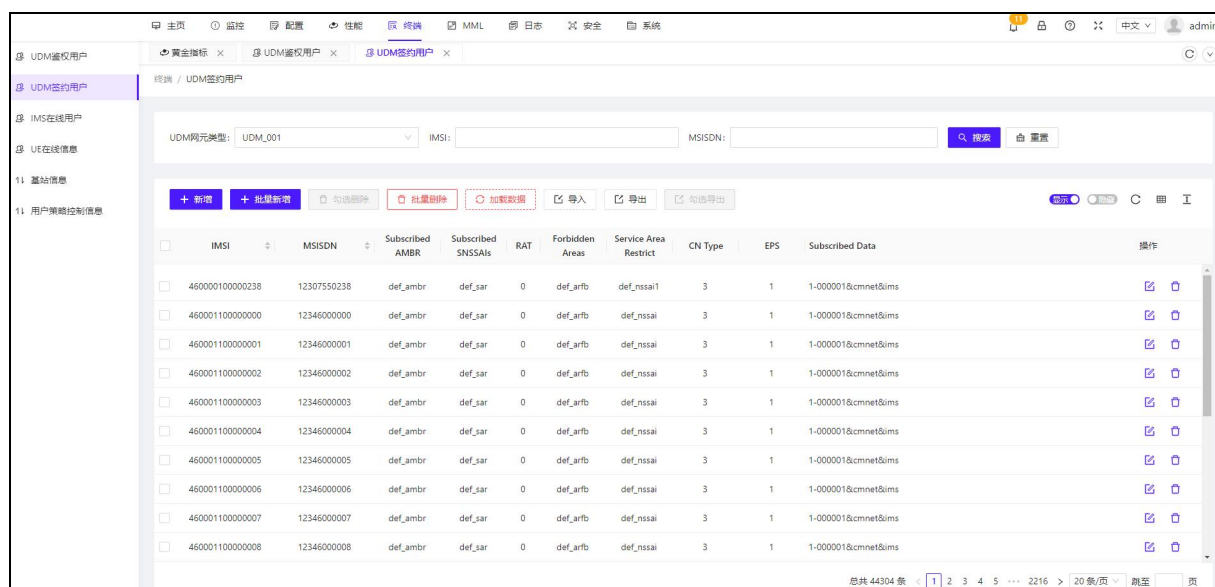 主页 监控 配置 性能 终端 MML 日志 安全 系统 11 中文 admin
UDM鉴权用户
UDM签约用户
IMS在线用户
UE在线信息
基站信息
用户策略控制信息
黄金指标 × UDM鉴权用户 × UDM签约用户 ×
终端 / UDM签约用户
UDM网元类型: UDM_001 IMSI: MSISDN: 搜索 重置
+ 新增 + 批量新增 勾选删除 批量删除 加载数据 导入 导出 勾选导出 显示 隐藏
IMSI MSISDN Subscribed AMBR Subscribed SNSSAIs RAT Forbidden Areas Service Area Restrict CN Type EPS Subscribed Data 操作
460000100000238 12307550238 def_ambr def_sar 0 def_arfb def_nssai1 3 1 1-000001&cmnet&ims
460001100000000 12346000000 def_ambr def_sar 0 def_arfb def_nssai 3 1 1-000001&cmnet&ims
460001100000001 12346000001 def_ambr def_sar 0 def_arfb def_nssai 3 1 1-000001&cmnet&ims
460001100000002 12346000002 def_ambr def_sar 0 def_arfb def_nssai 3 1 1-000001&cmnet&ims
460001100000003 12346000003 def_ambr def_sar 0 def_arfb def_nssai 3 1 1-000001&cmnet&ims
460001100000004 12346000004 def_ambr def_sar 0 def_arfb def_nssai 3 1 1-000001&cmnet&ims
460001100000005 12346000005 def_ambr def_sar 0 def_arfb def_nssai 3 1 1-000001&cmnet&ims
460001100000006 12346000006 def_ambr def_sar 0 def_arfb def_nssai 3 1 1-000001&cmnet&ims
460001100000007 12346000007 def_ambr def_sar 0 def_arfb def_nssai 3 1 1-000001&cmnet&ims
460001100000008 12346000008 def_ambr def_sar 0 def_arfb def_nssai 3 1 1-000001&cmnet&ims
总共 44304 条 < 1 2 3 4 5 ··· 2216 > 20 条/页 跳至 页